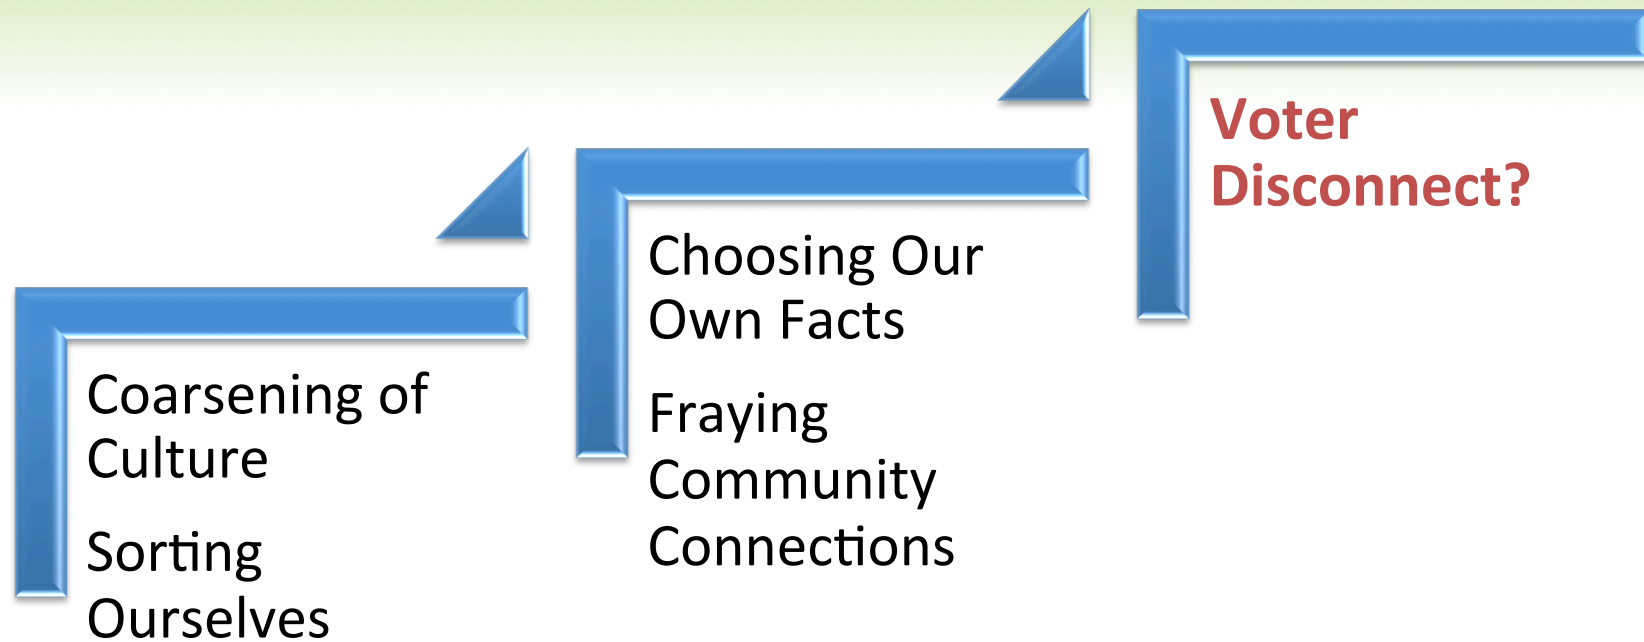 Coarsening of
Culture
Sorting
Ourselves
Choosing Our
Own Facts
Fraying
Community
Connections
Voter
Disconnect?